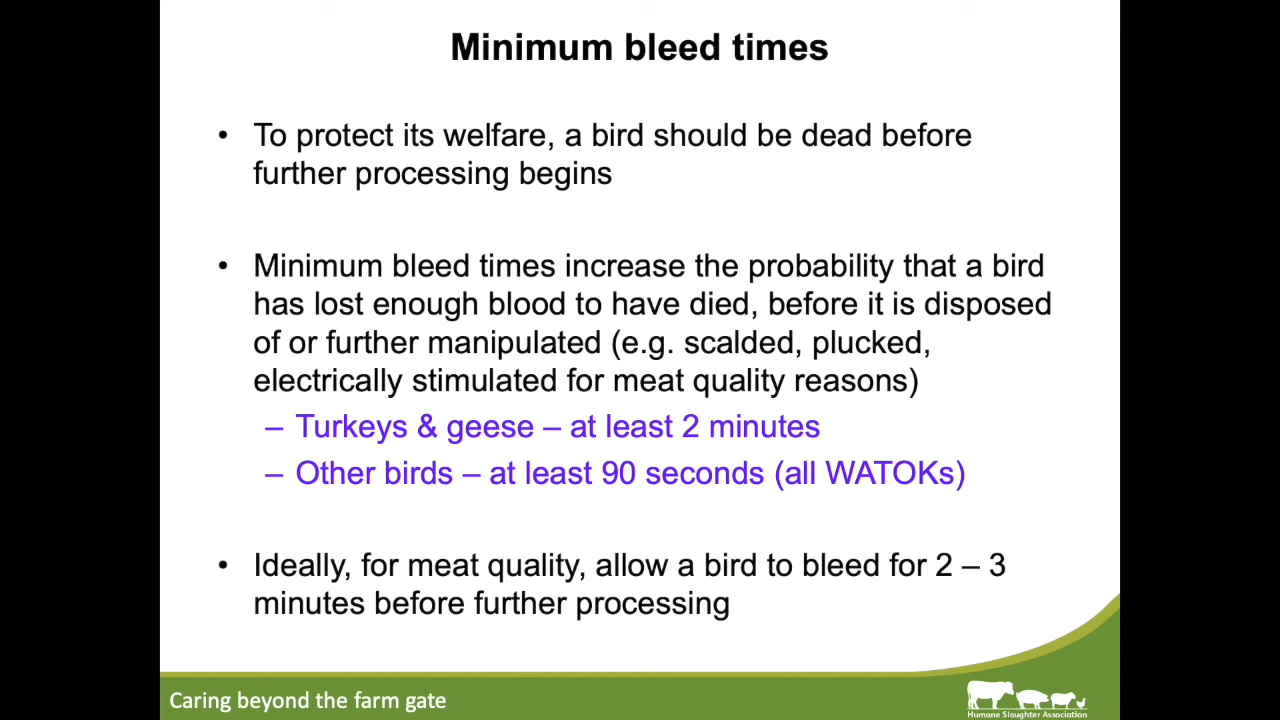 Minimum bleed times
• To protect its welfare, a bird should be dead before
further processing begins
• Minimum bleed times increase the probability that a bird
has lost enough blood to have died, before it is disposed
of or further manipulated (e.g. scalded, plucked,
electrically stimulated for meat quality reasons)
– Turkeys & geese – at least 2 minutes
– Other birds – at least 90 seconds (all WATOKs)
• Ideally, for meat quality, allow a bird to bleed for 2 – 3
minutes before further processing
Caring beyond the farm gate
Humane Slaughter Association